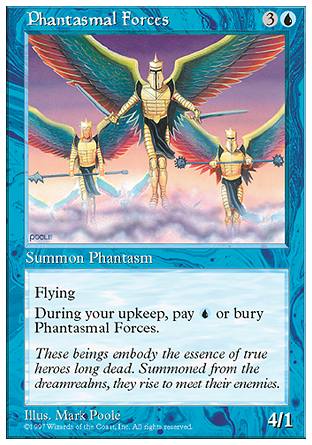 Phantasmal Forces 3
POOLE
Summon Phantasm
Flying
During your upkeep, pay or bury
Phantasmal Forces.
These beings embody the essence of true
heroes long dead. Summoned from the
dreamrealms, they rise to meet their enemies.
Illus. Mark Poole
©1997 Wizards of the Coast, Inc. All rights reserved.
4/1